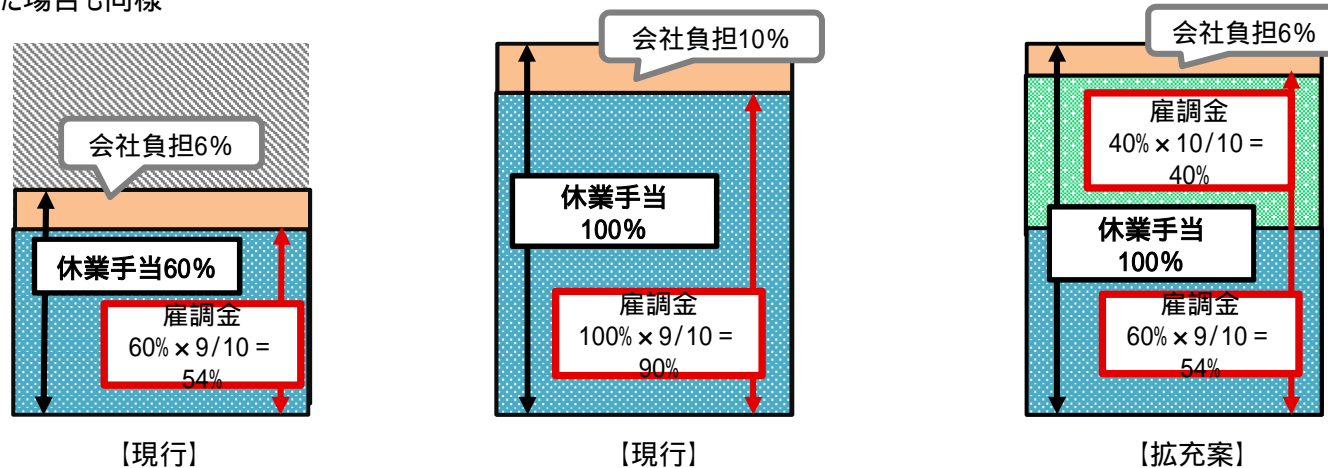 た場合も同様
会社負担6%
休業手当60%
雇調金
60%×9/10=
54%
【現行】
会社負担10%
休業手当
100%
雇調金
100%×9/10=
90%
【現行】
会社負担6%
雇調金
40%×10/10=
40%
休業手当
100%
雇調金
60%×9/10=
54%
【拡充案】